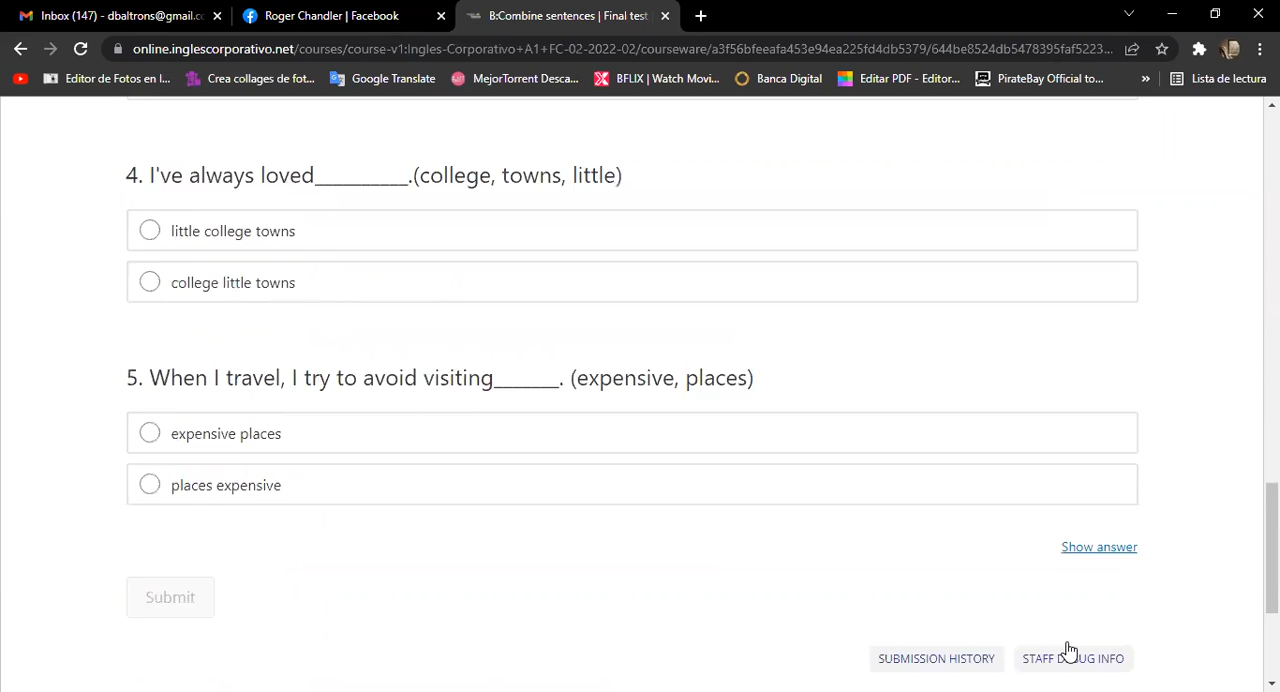 Inbox (147) - dbaltrons@gmail.cc
Roger Chandler | Facebook
B:Combine sentences | Final test
online.inglescorporativo.net/courses/course-v1:Ingles-Corporativo+A1+FC-02-2022-02/courseware/a3f56bfeeafa453e94ea225fd4db5379/644be8524db5478395faf5223...
Editor de Fotos en l...
Crea collages de fot...
Google Translate
MejorTorrent Desca...
BFLIX | Watch Movi...
Banca Digital
Editar PDF - Editor...
PirateBay Official to...
»
Lista de lectura
4. I've always loved__________.(college, towns, little)
little college towns
college little towns
5. When I travel, I try to avoid visiting_______. (expensive, places)
expensive places
places expensive
Show answer
Submit
SUBMISSION HISTORY
STAFF DEBUG INFO